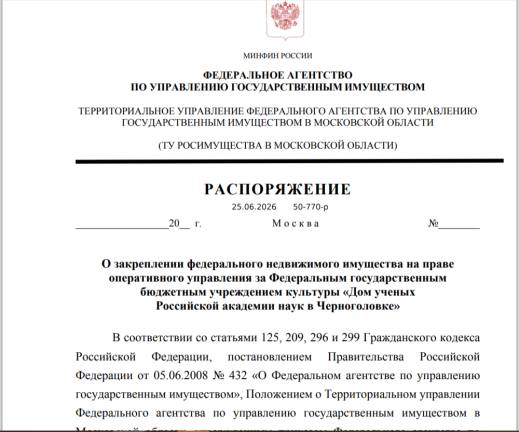 МИНФИН РОССИИ
ФЕДЕРАЛЬНОЕ АГЕНТСТВО
ПО УПРАВЛЕНИЮ ГОСУДАРСТВЕННЫМ ИМУЩЕСТВОМ
ТЕРРИТОРИАЛЬНОЕ УПРАВЛЕНИЕ ФЕДЕРАЛЬНОГО АГЕНТСТВА ПО УПРАВЛЕНИЮ
ГОСУДАРСТВЕННЫМ ИМУЩЕСТВОМ В МОСКОВСКОЙ ОБЛАСТИ
(ТУ РОСИМУЩЕСТВА В МОСКОВСКОЙ ОБЛАСТИ)
РАСПОРЯЖЕНИЕ
25.06.2026 50-770-р
___________________20__ г. М о с к в а №________
О закреплении федерального недвижимого имущества на праве
оперативного управления за Федеральным государственным
бюджетным учреждением культуры «Дом ученых
Российской академии наук в Черноголовке»
В соответствии со статьями 125, 209, 296 и 299 Гражданского кодекса
Российской Федерации, постановлением Правительства Российской
Федерации от 05.06.2008 № 432 «О Федеральном агентстве по управлению
государственным имуществом», Положением о Территориальном управлении
Федерального агентства по управлению государственным имуществом в